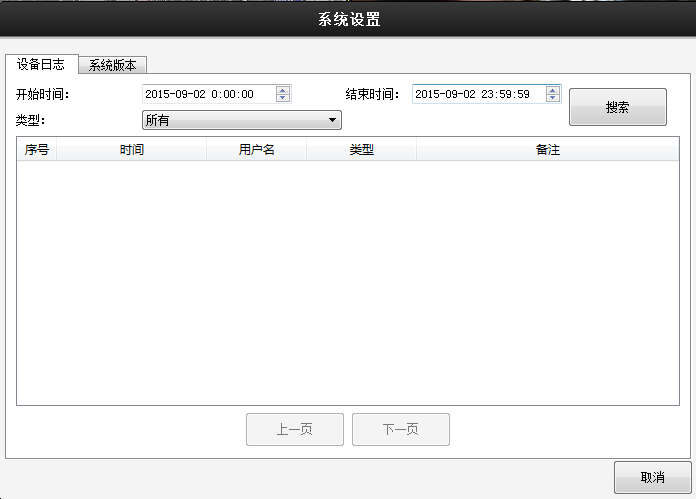 系统设置
设备日志 系统版本
开始时间: 2015-09-02 0:00:00 结束时间: 2015-09-02 23:59:59 搜索
类型: 所有
序号 时间 用户名 类型 备注
上一页 下一页
取消